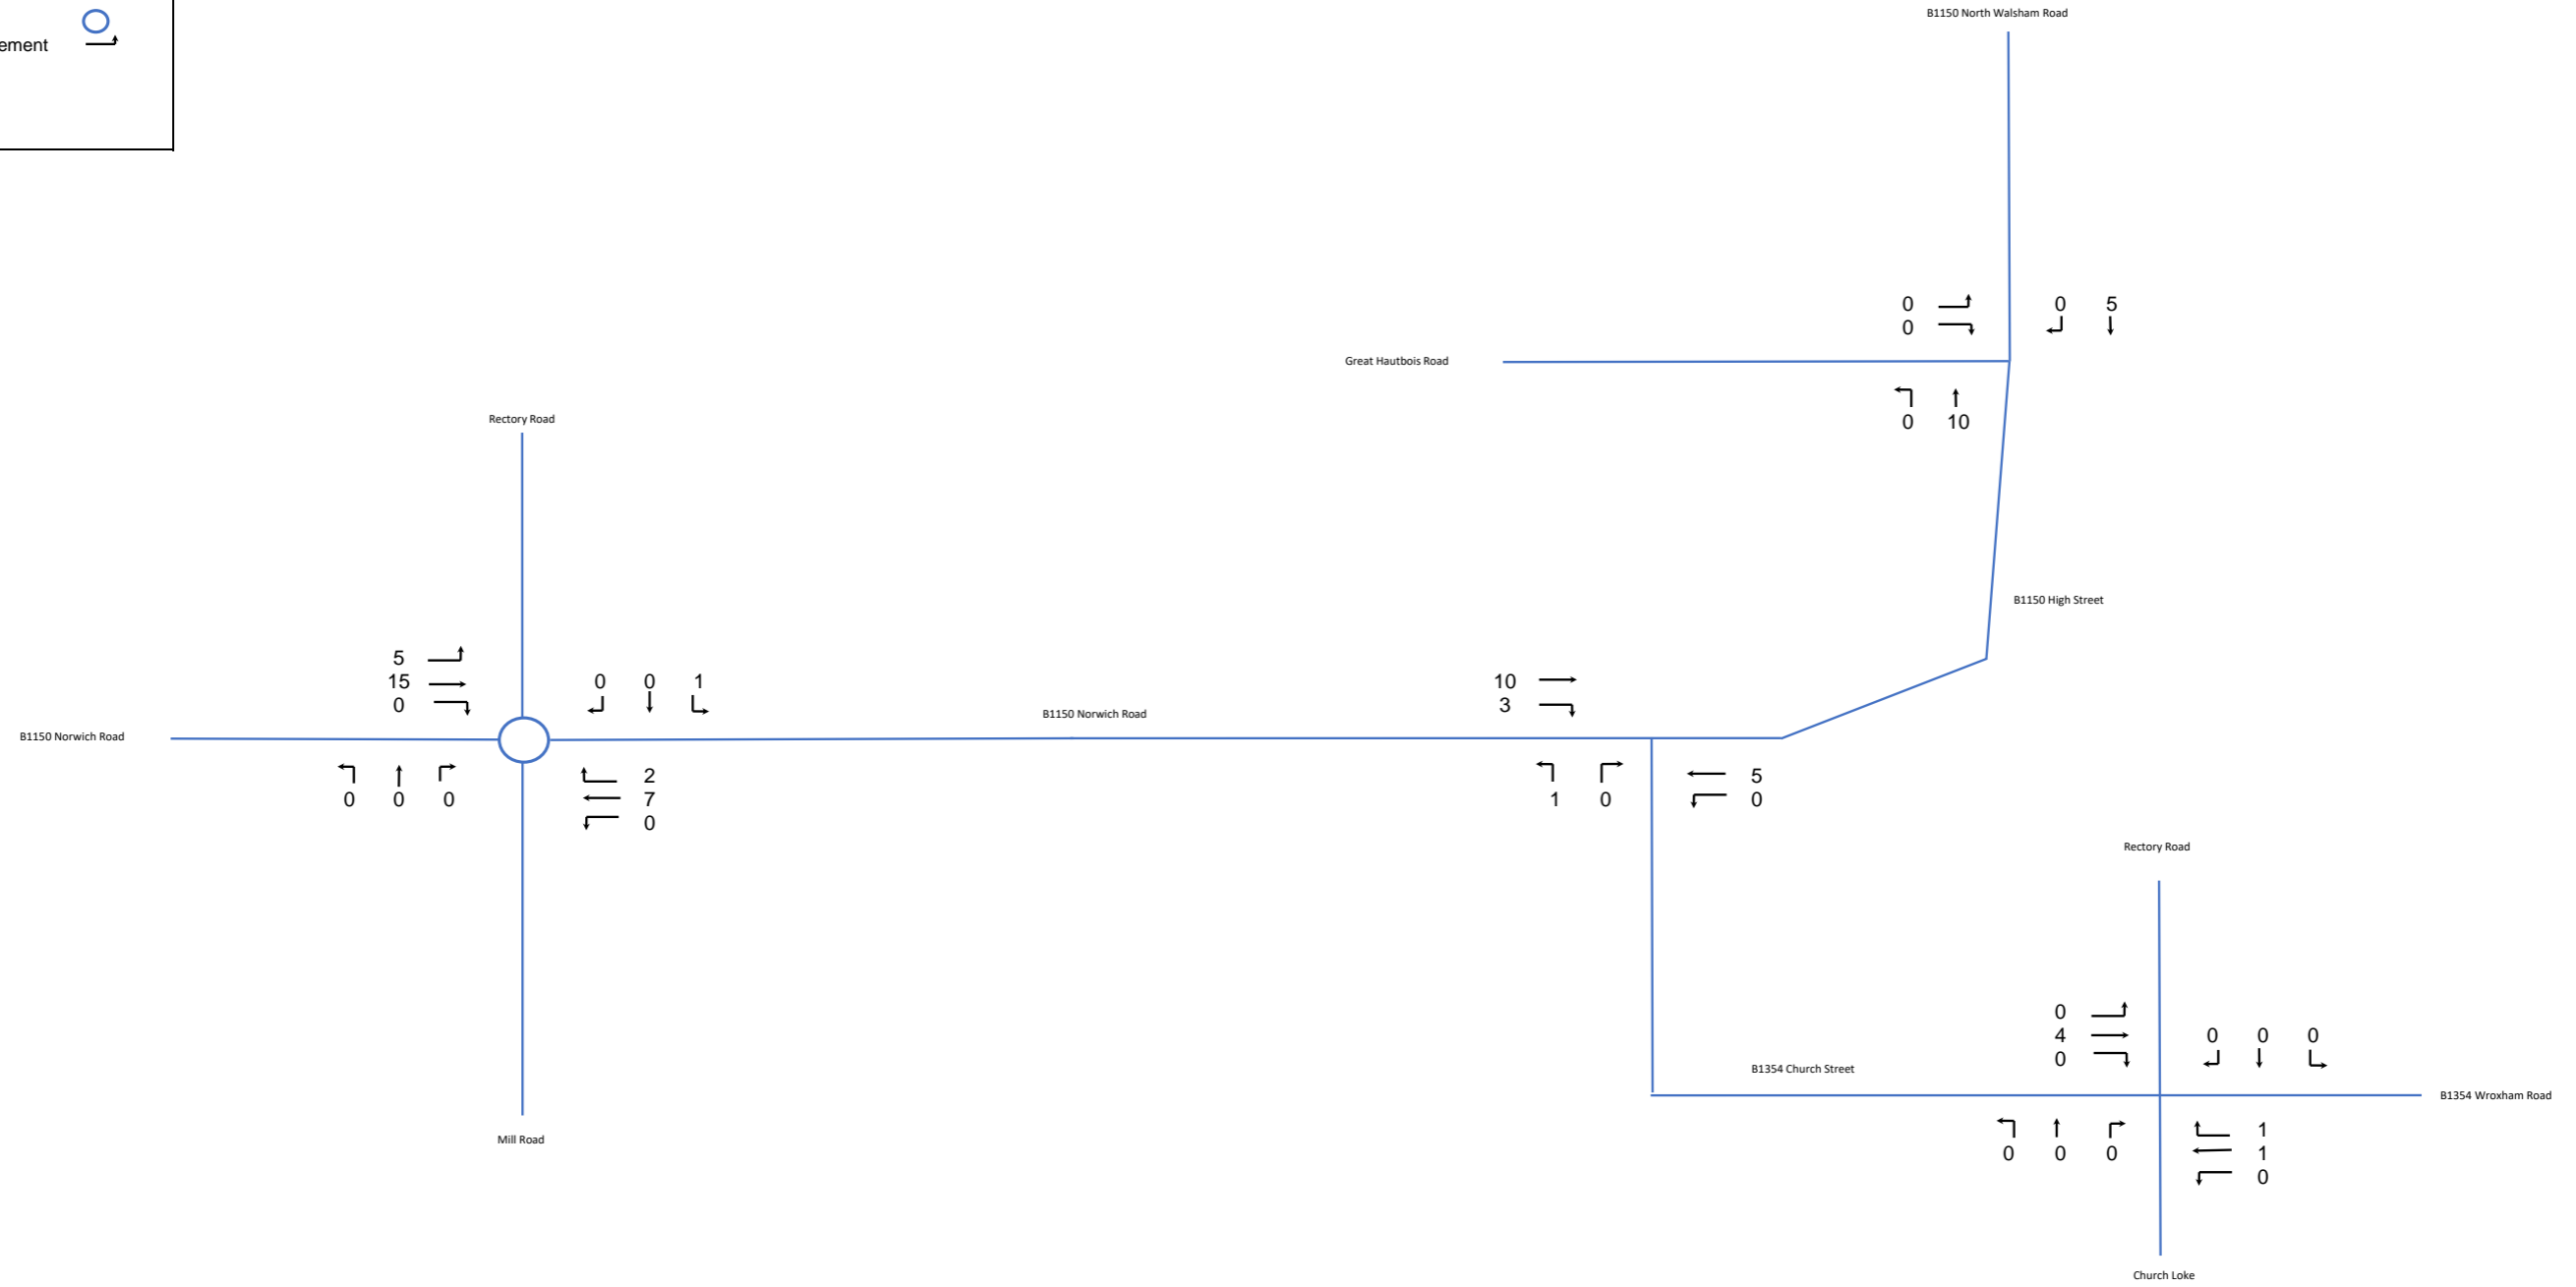 B1150 North Walsham Road
ement
0 0 5
0
Great Hautbois Road
0 10
Rectory Road
B1150 High Street
5
15 0 0 1 10
0 3
B1150 Norwich Road
B1150 Norwich Road
2 5
0 0 0 7 1 0 0
0
Rectory Road
0
4 0 0 0
0
B1354 Church Street
B1354 Wroxham Road
1
0 0 0 1
0
Mill Road
Church Loke